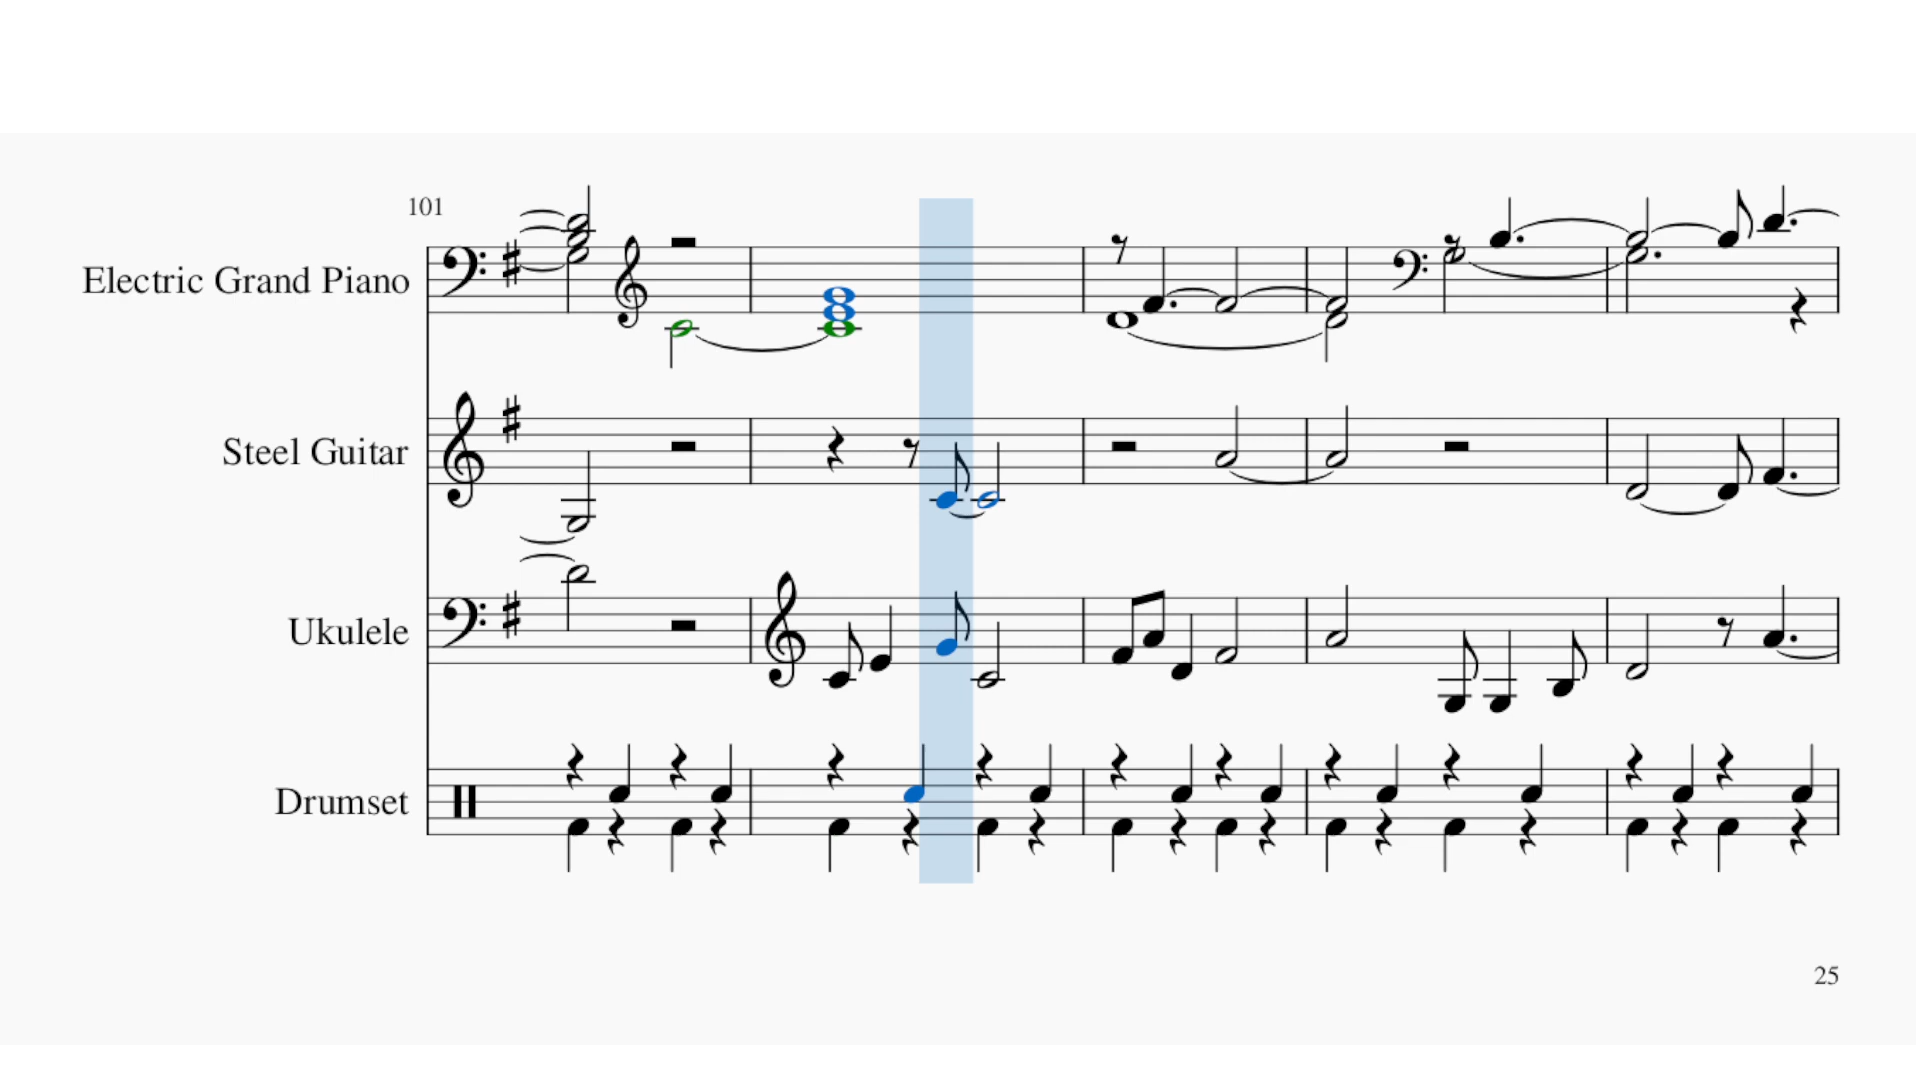 101
Electric Grand Piano
Steel Guitar
Ukulele
Drumset
25